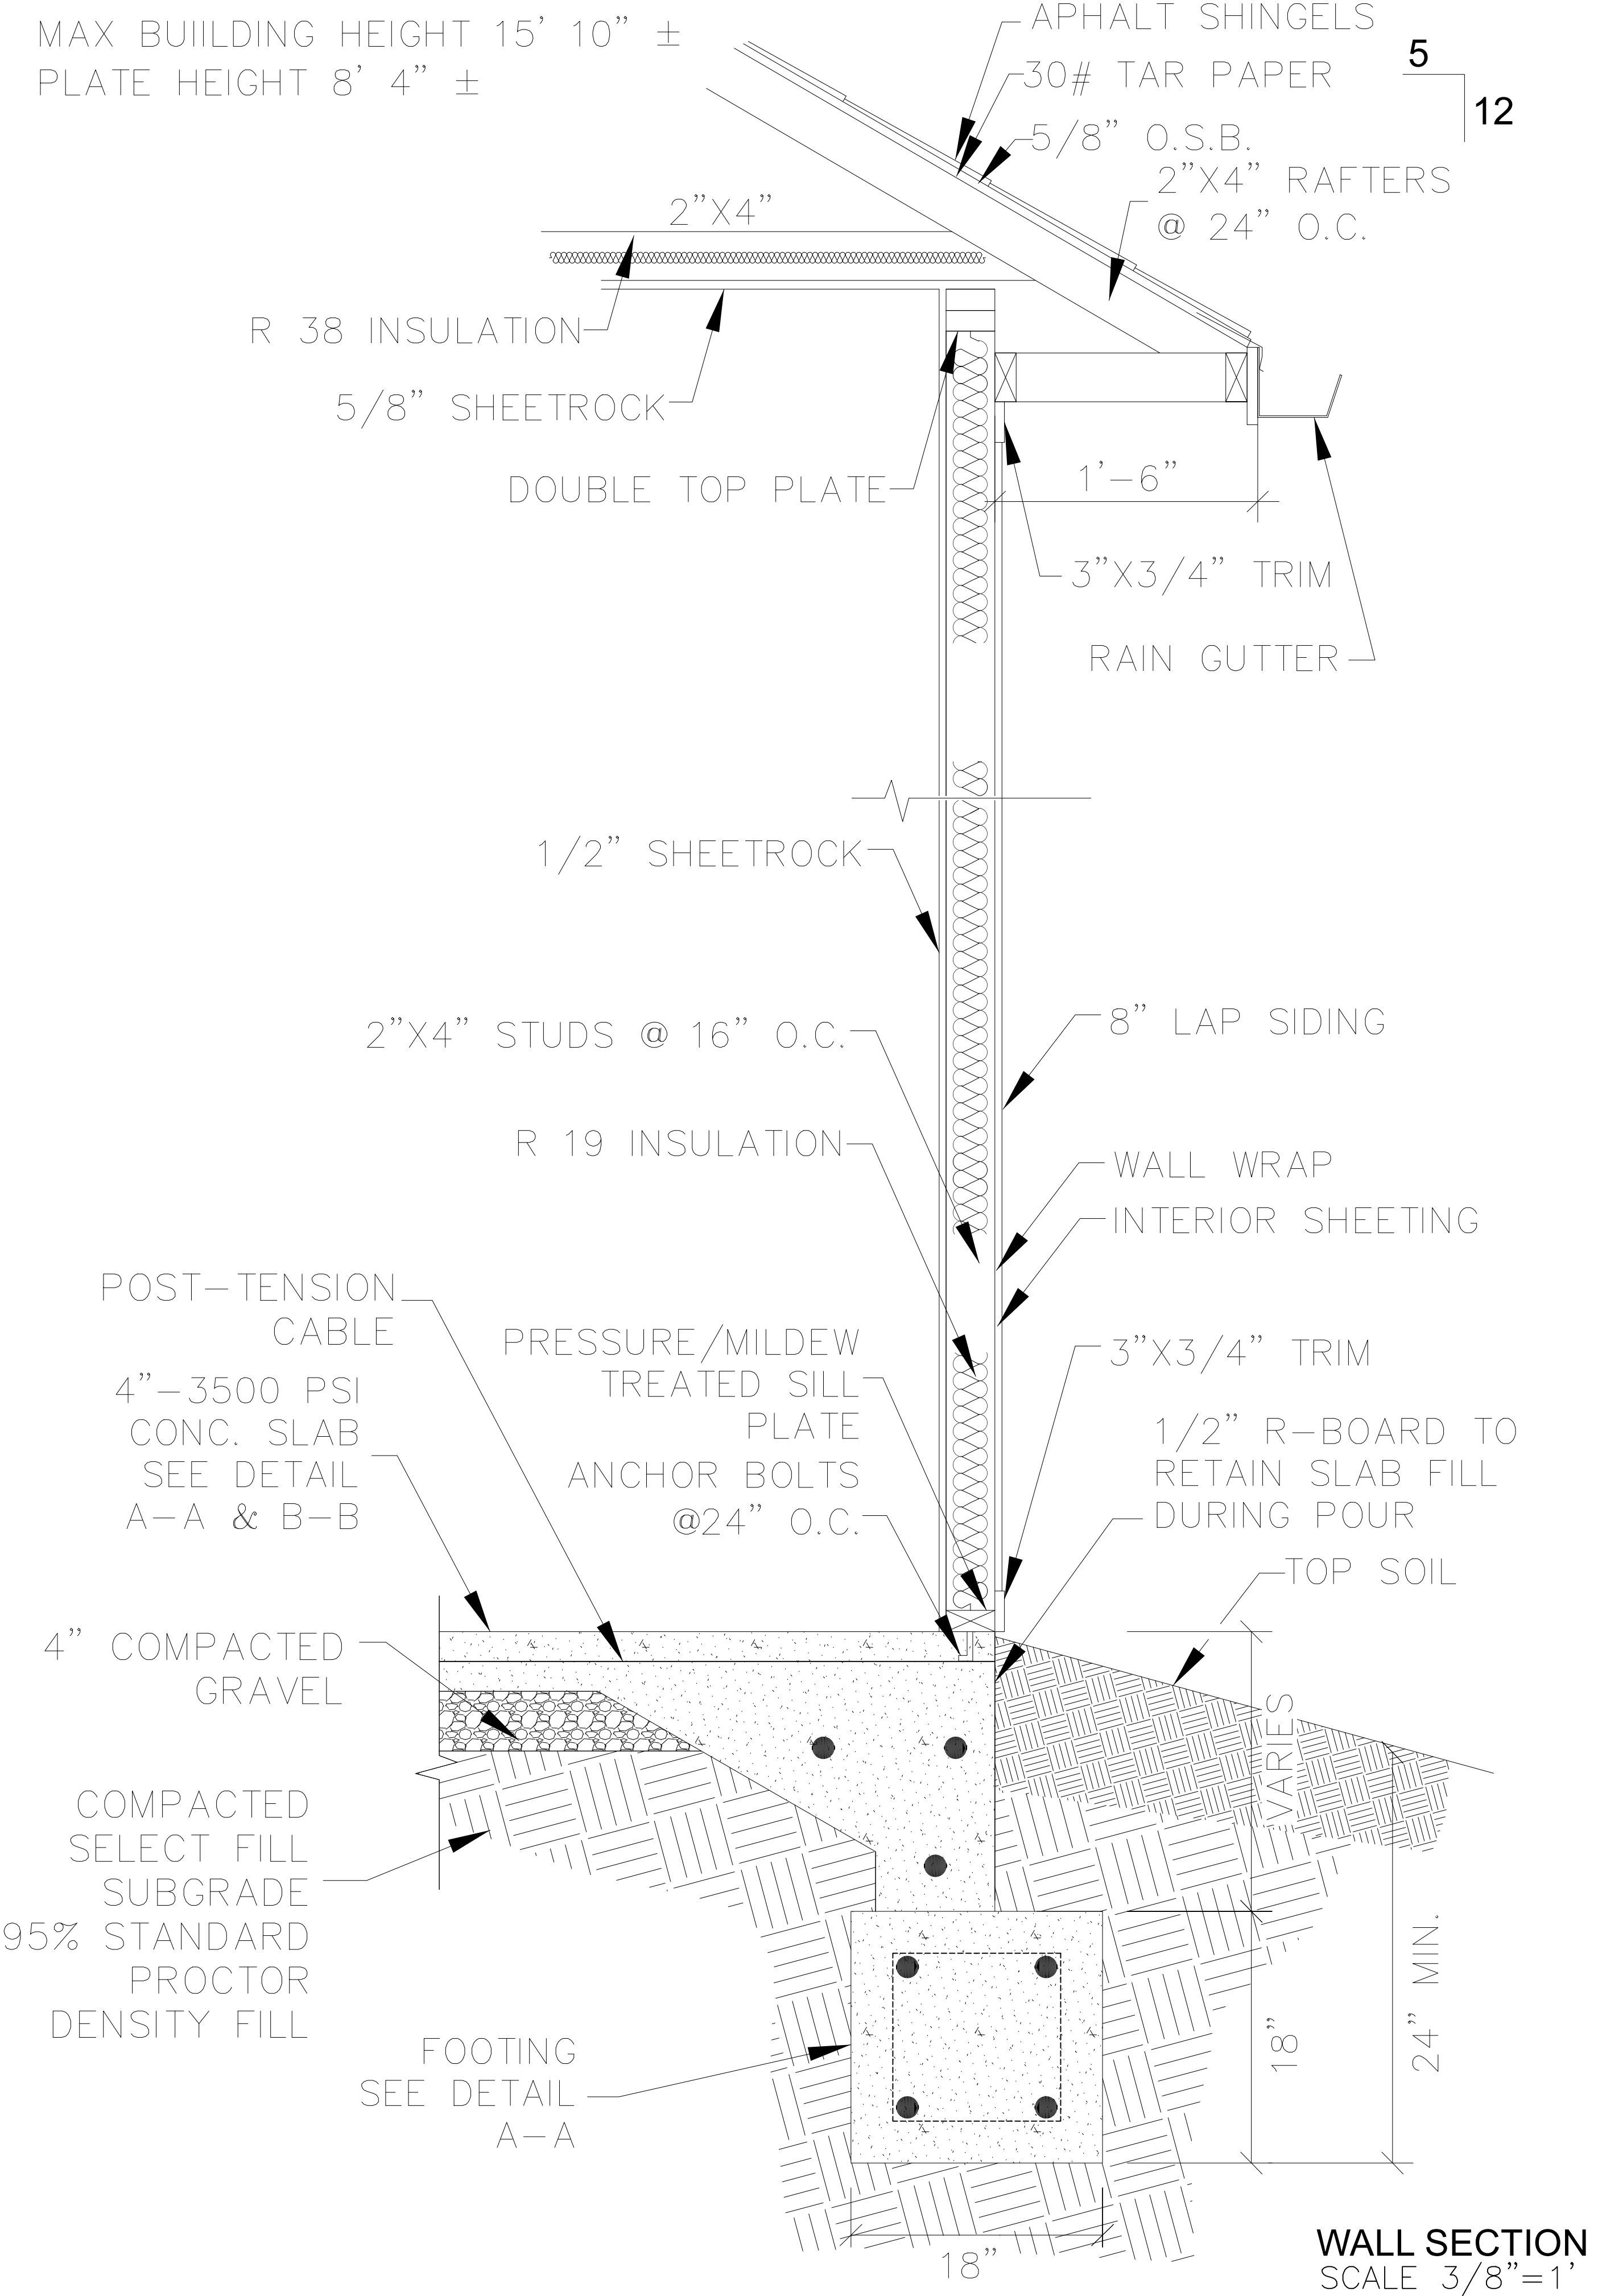 MAX BUIILDING HEIGHT 15' 10" ±
PLATE HEIGHT 8' 4" ±
APHALT SHINGELS
30# TAR PAPER
5
12
5/8" O.S.B.
2"X4" RAFTERS
@ 24" O.C.
2"X4"
R 38 INSULATION
5/8" SHEETROCK
DOUBLE TOP PLATE
1'-6"
3"X3/4" TRIM
RAIN GUTTER
1/2" SHEETROCK
2"X4" STUDS @ 16" O.C.
8" LAP SIDING
R 19 INSULATION
WALL WRAP
INTERIOR SHEETING
POST-TENSION
CABLE
4"-3500 PSI
CONC. SLAB
SEE DETAIL
A-A & B-B
PRESSURE/MILDEW
TREATED SILL
PLATE
ANCHOR BOLTS
@24" O.C.
3"X3/4" TRIM
1/2" R-BOARD TO
RETAIN SLAB FILL
DURING POUR
TOP SOIL
4" COMPACTED
GRAVEL
VARIES
COMPACTED
SELECT FILL
SUBGRADE
95% STANDARD
PROCTOR
DENSITY FILL
18"
24" MIN.
FOOTING
SEE DETAIL
A-A
18"
WALL SECTION
SCALE 3/8"=1'